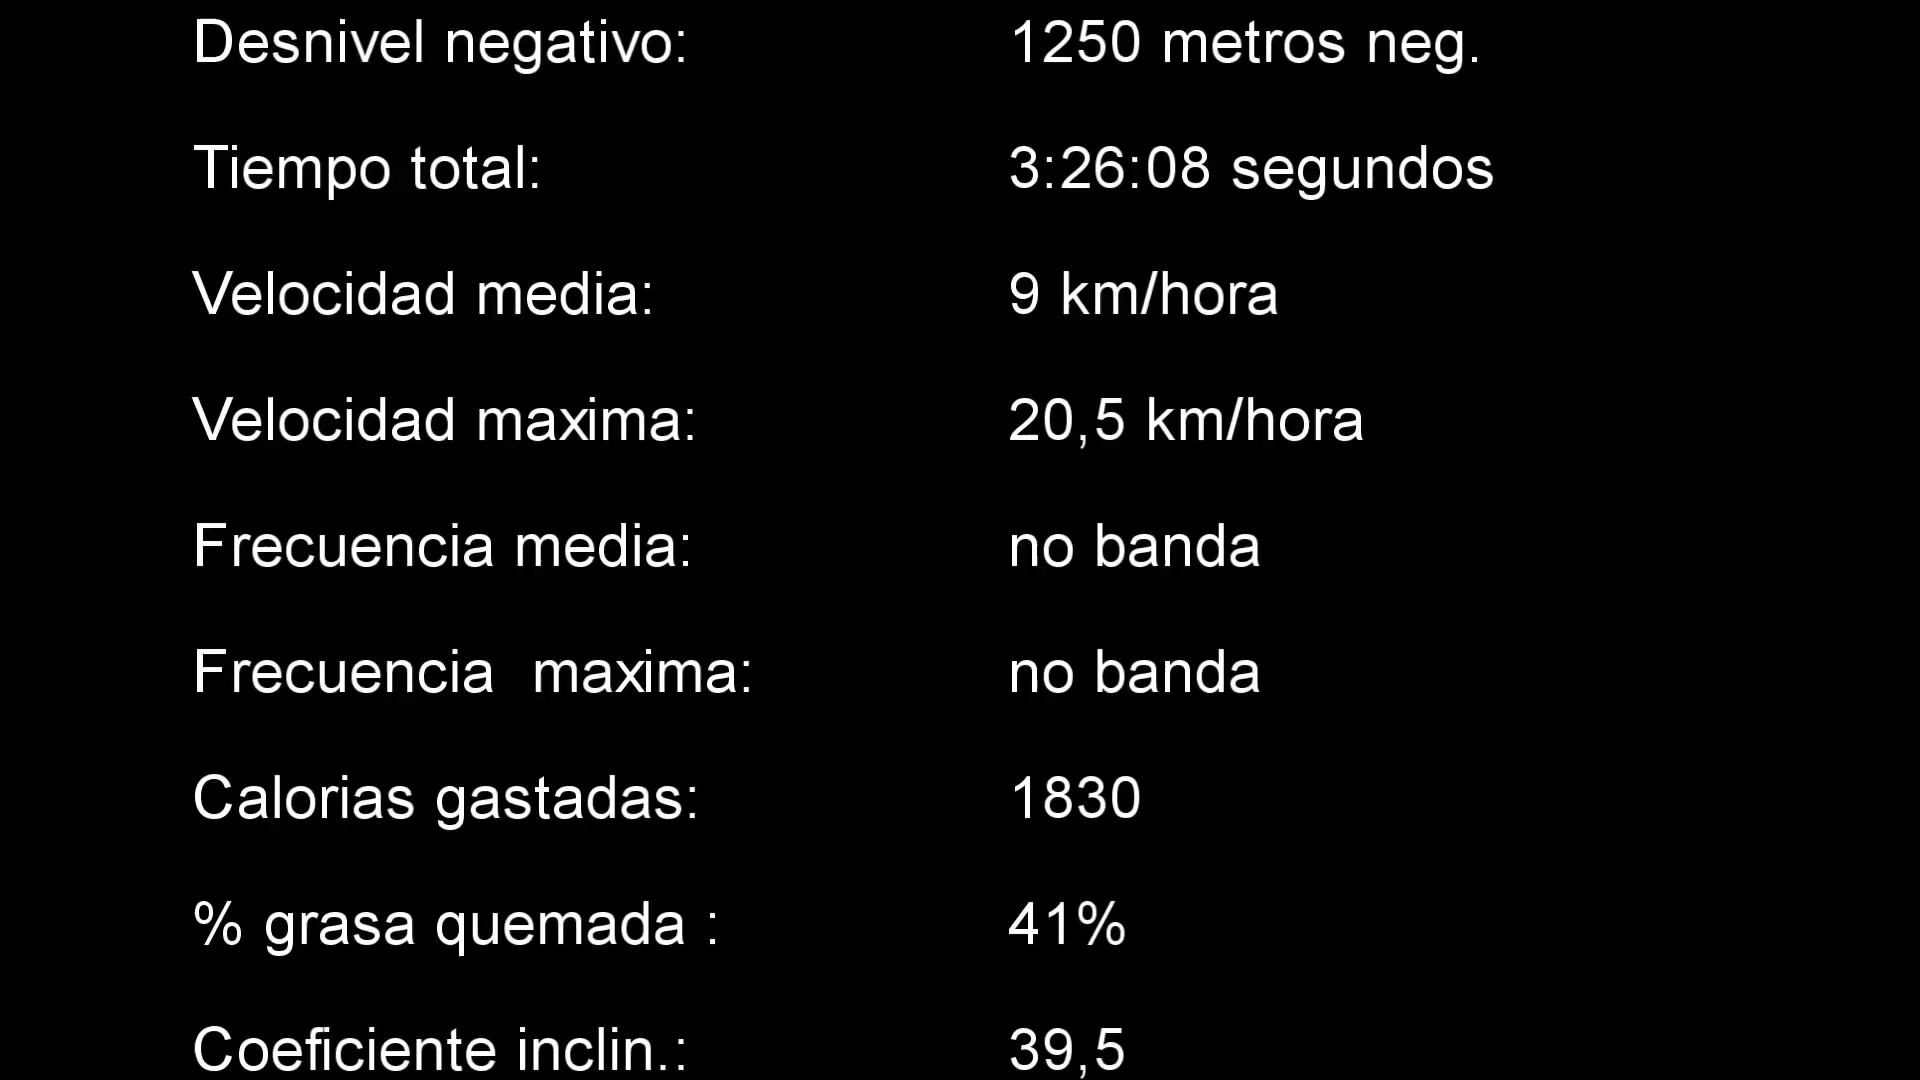 Desnivel negativo: 1250 metros neg.
Tiempo total: 3:26:08 segundos
Velocidad media: 9 km/hora
Velocidad maxima: 20,5 km/hora
Frecuencia media: no banda
Frecuencia  maxima: no banda
Calorias gastadas: 1830
% grasa quemada : 41%
Coeficiente inclin.: 39,5